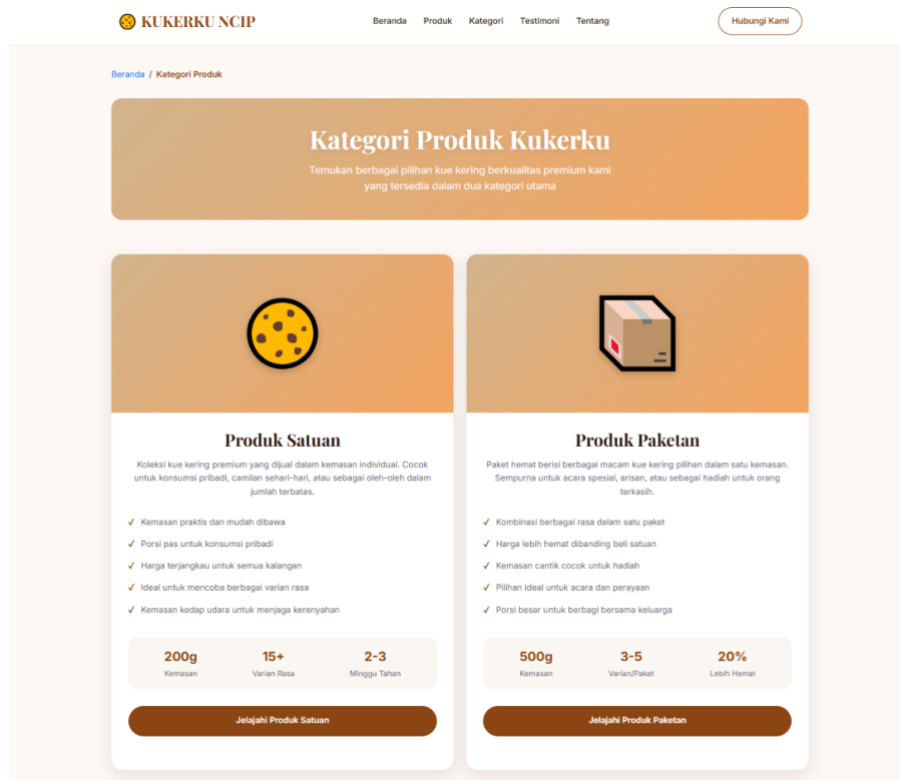 KUKERKU NCIP
Beranda Produk Kategori Testimoni Tentang
Hubungi Kami
Beranda / Kategori Produk
Kategori Produk Kukerku
Temukan berbagai pilihan kue kering berkualitas premium kami
yang tersedia dalam dua kategori utama
Produk Satuan
Koleksi kue kering premium yang dijual dalam kemasan individual. Cocok
untuk konsumsi pribadi, camilan sehari-hari, atau sebagai oleh-oleh dalam
jumlah terbatas.
✓ Kemasan praktis dan mudah dibawa
✓ Porsi pas untuk konsumsi pribadi
✓ Harga terjangkau untuk semua kalangan
✓ Ideal untuk mencoba berbagai varian rasa
✓ Kemasan kedap udara untuk menjaga kerenyahan
200g 15+ 2-3
Kemasan Varian Rasa Minggu Tahan
Jelajahi Produk Satuan
Produk Paketan
Paket hemat berisi berbagai macam kue kering pilihan dalam satu kemasan.
Sempurna untuk acara spesial, arisan, atau sebagai hadiah untuk orang
terkasih.
✓ Kombinasi berbagai rasa dalam satu paket
✓ Harga lebih hemat dibanding beli satuan
✓ Kemasan cantik cocok untuk hadiah
✓ Pilihan ideal untuk acara dan perayaan
✓ Porsi besar untuk berbagi bersama keluarga
500g 3-5 20%
Kemasan Varian/Paket Lebih Hemat
Jelajahi Produk Paketan